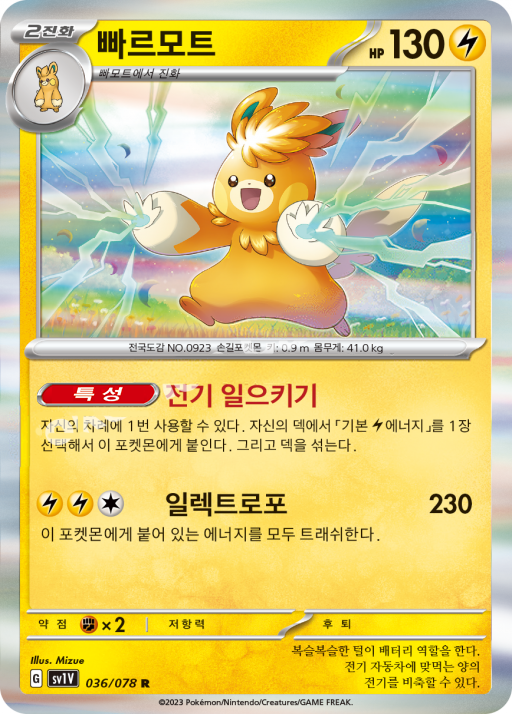 2진화
빠르모트
HP 130
빠모트에서 진화
전국도감 NO.0923 손길포켓몬 키: 0.9 m 몸무게: 41.0 kg
특성 전기 일으키기
자신의 차례에 1번 사용할 수 있다. 자신의 덱에서 「기본 에너지」를 1장
선택해서 이 포켓몬에게 붙인다. 그리고 덱을 섞는다.
일렉트로포 230
이 포켓몬에게 붙어 있는 에너지를 모두 트래쉬한다.
약점 ×2 저항력 후퇴
Illus. Mizue
G sv1V 036/078 R
복슬복슬한 털이 배터리 역할을 한다.
전기 자동차에 맞먹는 양의
전기를 비축할 수 있다.
©2023 Pokémon/Nintendo/Creatures/GAME FREAK.